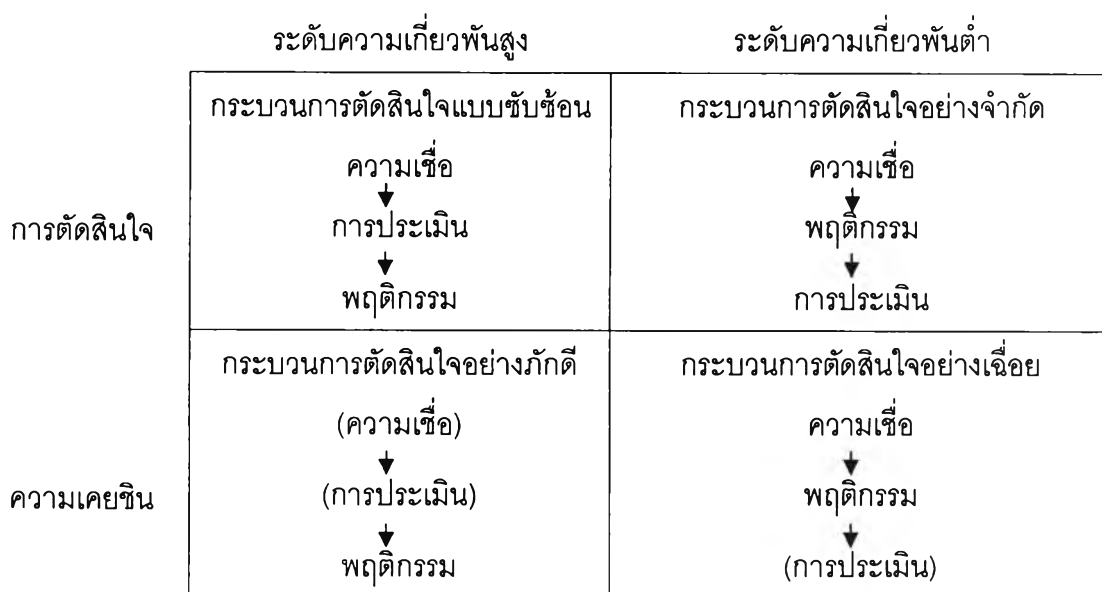 ระดับความเกี่ยวพันสูง ระดับความเกี่ยวพันต่ำ
กระบวนการตัดสินใจแบบซับซ้อน กระบวนการตัดสินใจอย่างจำกัด
ความเชื่อ ความเชื่อ
การตัดสินใจ การประเมิน พฤติกรรม
พฤติกรรม การประเมิน
กระบวนการตัดสินใจอย่างภักดี กระบวนการตัดสินใจอย่างเฉื่อย
(ความเชื่อ) ความเชื่อ
ความเคยชิน (การประเมิน) พฤติกรรม
พฤติกรรม (การประเมิน)